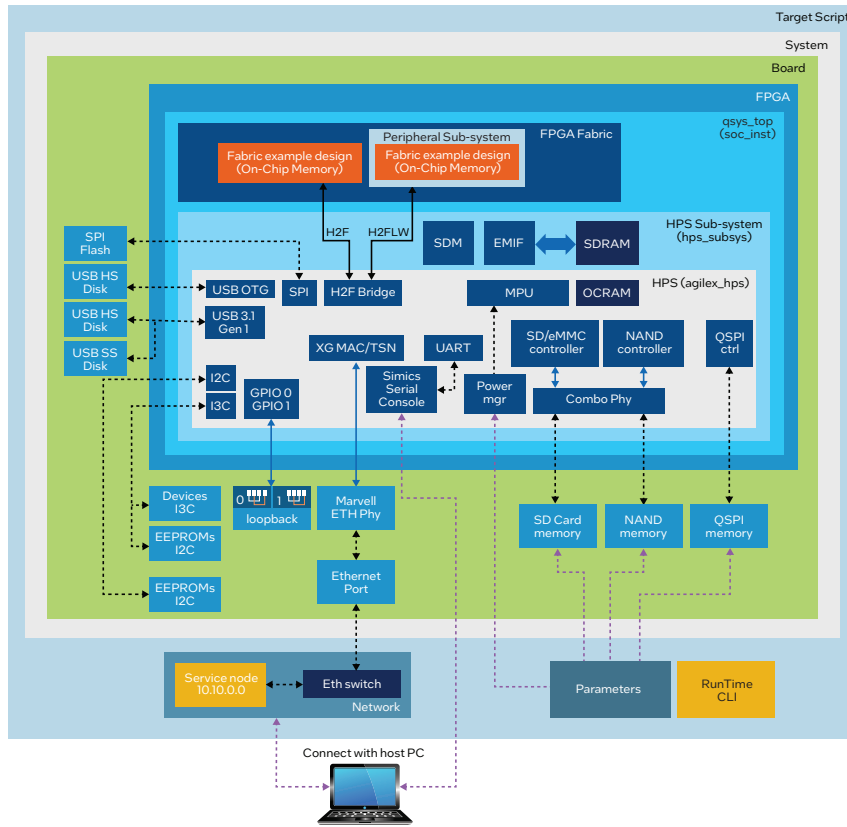 Target Script
System
Board
FPGA
qsys_top
(soc_inst)
Peripheral Sub-system
FPGA Fabric
Fabric example design
(On-Chip Memory)
Fabric example design
(On-Chip Memory)
HPS Sub-system
(hps_subsys)
H2F
H2FLW
SDM
EMIF
SDRAM
SPI
Flash
USB HS
Disk
USB HS
Disk
USB SS
Disk
HPS (agilex_hps)
USB OTG
SPI
H2F Bridge
MPU
OCRAM
USB 3.1
Gen 1
XG MAC/TSN
UART
SD/eMMC
controller
NAND
controller
QSPI
ctrl
I2C
I3C
GPIO 0
GPIO 1
Simics
Serial
Console
Power
mgr
Combo Phy
Devices
I3C
EEPROMs
I2C
EEPROMs
I2C
0
1
loopback
Marvell
ETH Phy
Ethernet
Port
SD Card
memory
NAND
memory
QSPI
memory
Service node
10.10.0.0
Eth switch
Network
Parameters
RunTime
CLI
Connect with host PC